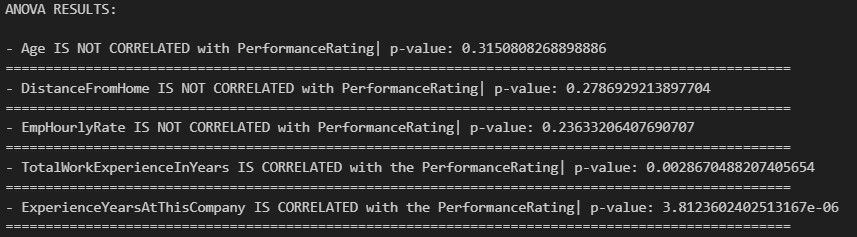 ANOVA RESULTS:
- Age IS NOT CORRELATED with PerformanceRating| p-value: 0.3150808268898886
==================================================================================================
- DistanceFromHome IS NOT CORRELATED with PerformanceRating| p-value: 0.2786929213897704
==================================================================================================
- EmpHourlyRate IS NOT CORRELATED with PerformanceRating| p-value: 0.23633206407690707
==================================================================================================
- TotalWorkExperienceInYears IS CORRELATED with the PerformanceRating| p-value: 0.0028670488207405654
==================================================================================================
- ExperienceYearsAtThisCompany IS CORRELATED with the PerformanceRating| p-value: 3.8123602402513167e-06
==================================================================================================